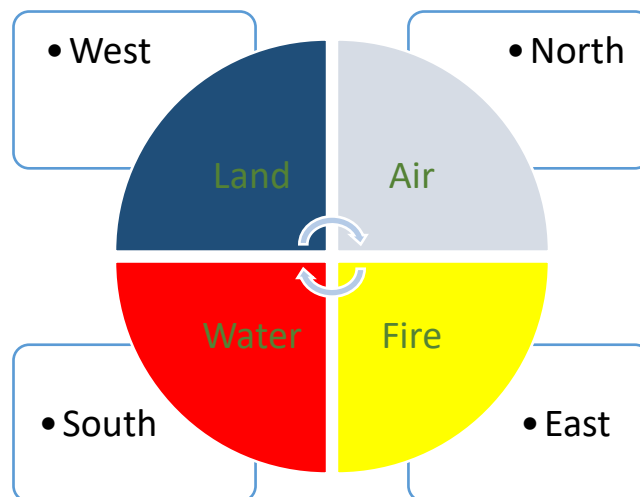 • West
• North
Land
Air
Water
Fire
• South
• East